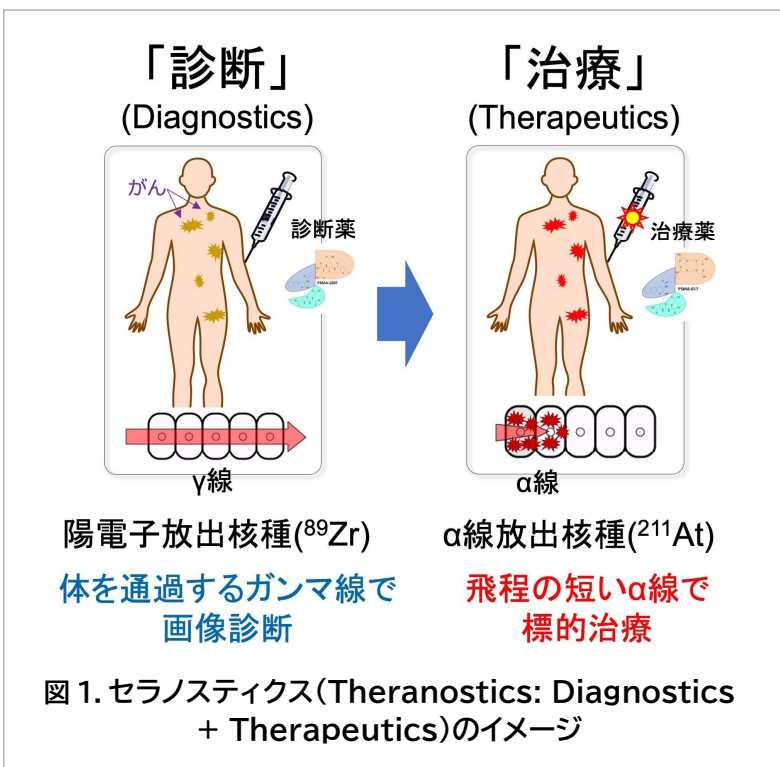 「診断」
(Diagnostics)
がん
診断薬
PSMA-1007
γ線
陽電子放出核種(⁸⁹Zr)
体を通過するガンマ線で
画像診断
「治療」
(Therapeutics)
治療薬
PSMA-617
α線
α線放出核種(²¹¹At)
飛程の短いα線で
標的治療
図1. セラノスティクス(Theranostics: Diagnostics
+ Therapeutics)のイメージ